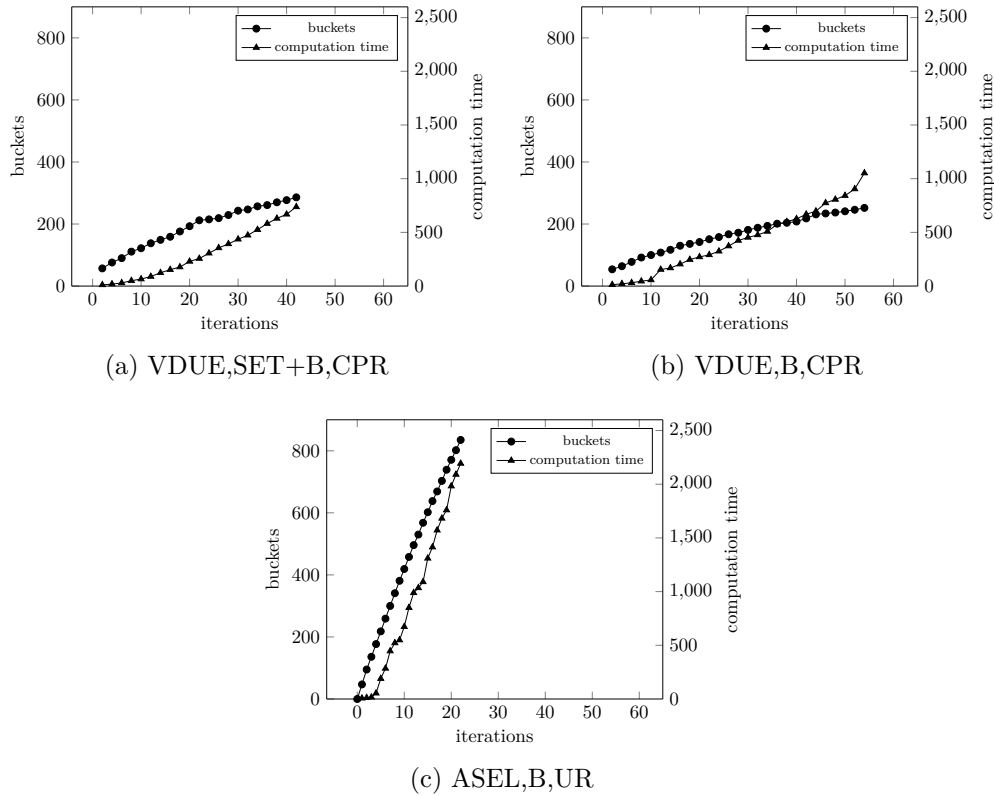 buckets
computation time
800
600
400
200
0
buckets
2,500
2,000
1,500
1,000
500
0
computation time
0 10 20 30 40 50 60
iterations
(a) VDUE,SET+B,CPR
buckets
computation time
800
600
400
200
0
buckets
2,500
2,000
1,500
1,000
500
0
computation time
0 10 20 30 40 50 60
iterations
(b) VDUE,B,CPR
buckets
computation time
800
600
400
200
0
buckets
2,500
2,000
1,500
1,000
500
0
computation time
0 10 20 30 40 50 60
iterations
(c) ASEL,B,UR